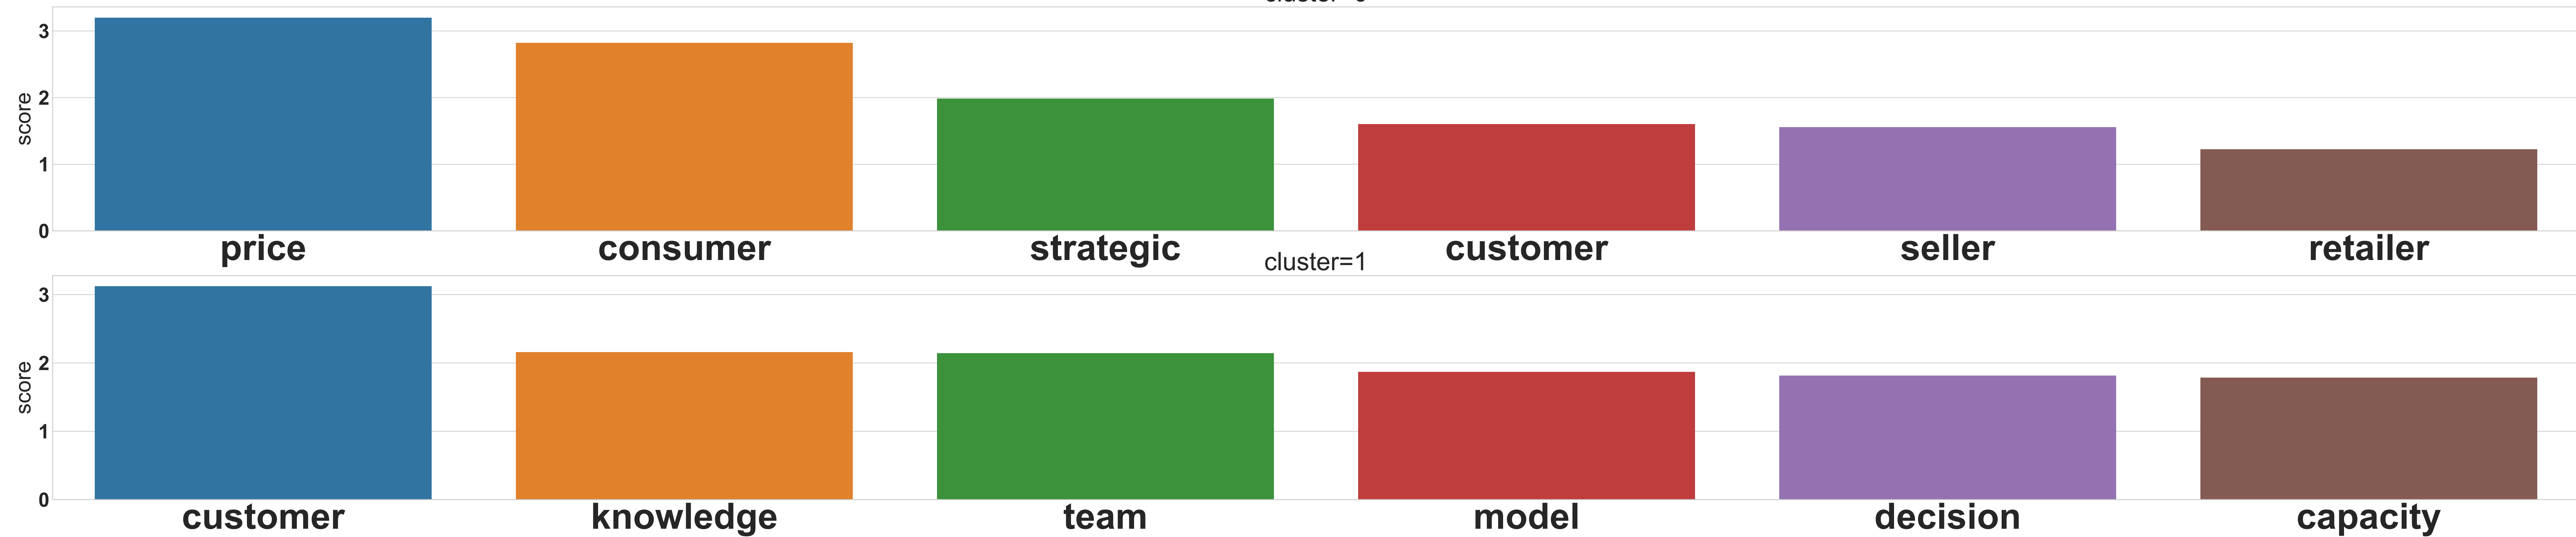 3
2
1
0
score
price consumer strategic customer seller retailer
cluster=1
3
2
1
0
score
customer knowledge team model decision capacity